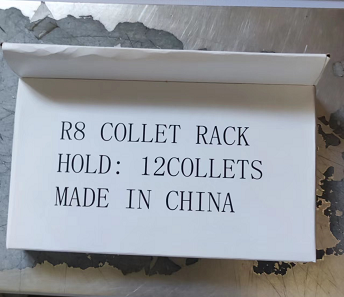 R8 COLLET RACK
HOLD: 12COLLETS
MADE IN CHINA